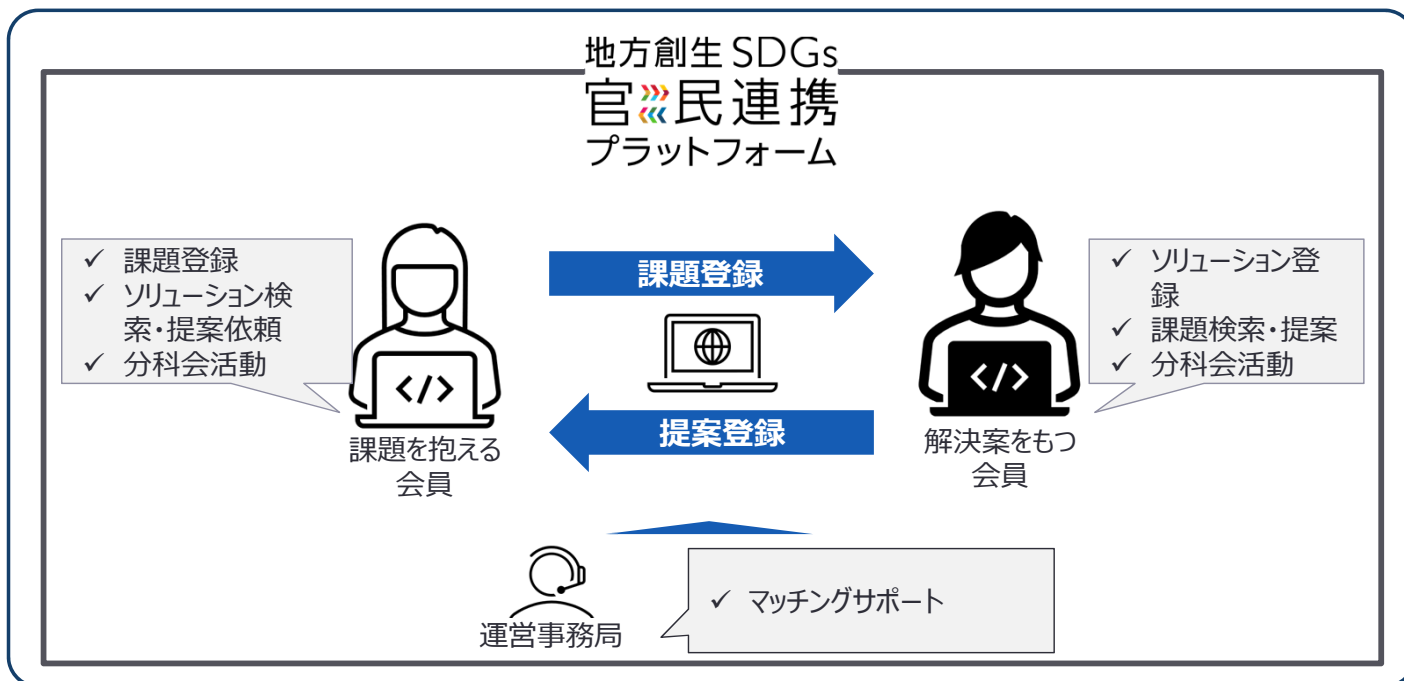 地方創生 SDGs
官民連携
プラットフォーム
✓ 課題登録
✓ ソリューション検
索・提案依頼
✓ 分科会活動
課題登録
✓ ソリューション登
録
✓ 課題検索・提案
✓ 分科会活動
</>
</>
提案登録
課題を抱える
会員
解決案をもつ
会員
運営事務局
✓ マッチングサポート